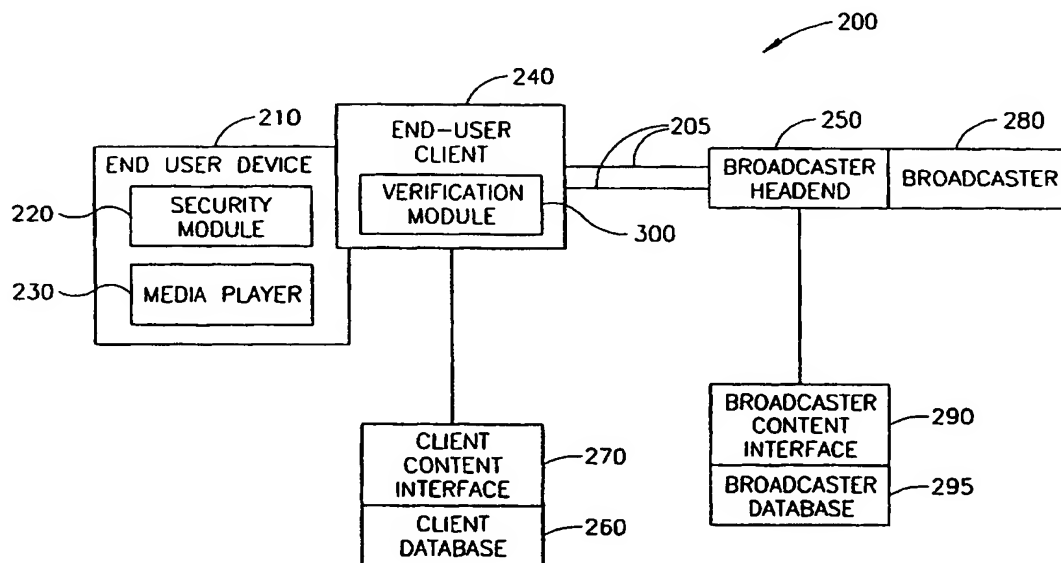 200
240
210
205
250
280
END USER DEVICE
END-USER
CLIENT
BROADCASTER
HEADEND
BROADCASTER
220
SECURITY
MODULE
VERIFICATION
MODULE
300
230
MEDIA PLAYER
CLIENT
CONTENT
INTERFACE
270
CLIENT
DATABASE
260
BROADCASTER
CONTENT
INTERFACE
290
BROADCASTER
DATABASE
295